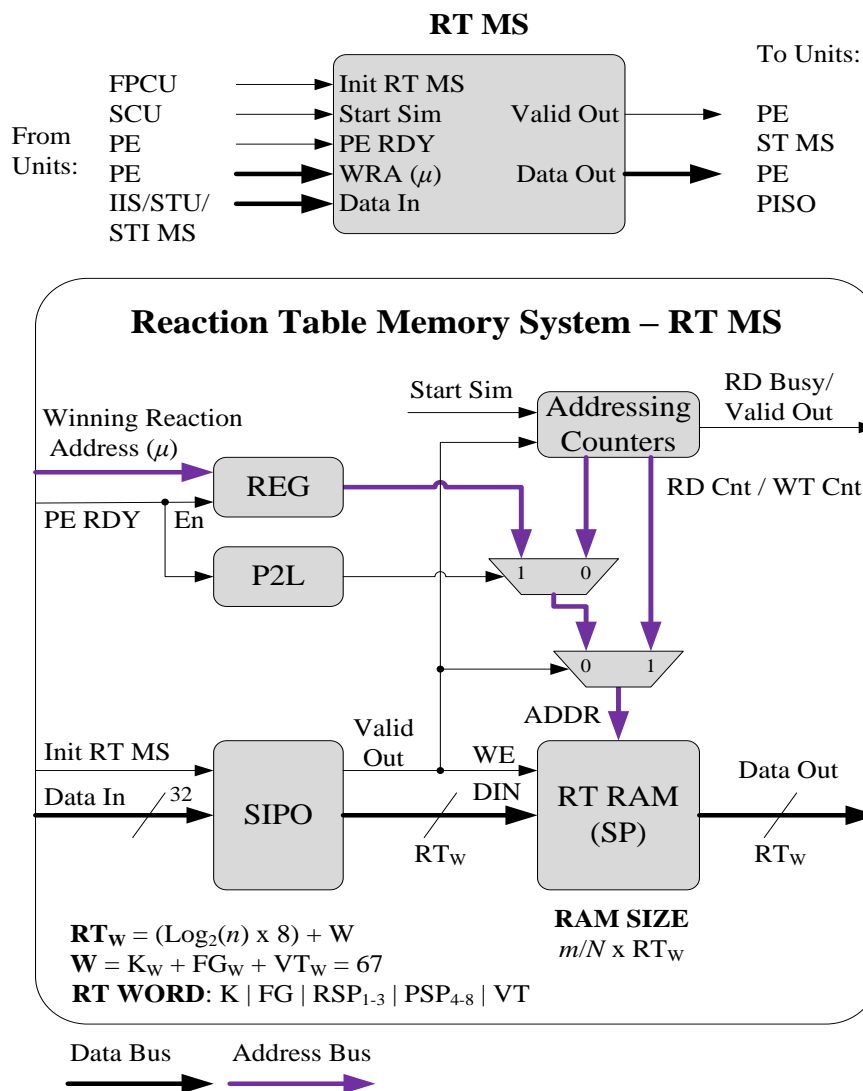 RT MS
To Units:
FPCU
SCU
PE
PE
IIS/STU/
STI MS
From
Units:
Init RT MS
Start Sim
PE RDY
WRA (μ)
Data In
Valid Out
Data Out
PE
ST MS
PE
PISO
Reaction Table Memory System – RT MS
Start Sim
Addressing
Counters
RD Busy/
Valid Out
Winning Reaction
Address (μ)
REG
RD Cnt / WT Cnt
PE RDY
En
P2L
1 0
0 1
ADDR
Valid
Out
Init RT MS
WE
Data In
32
SIPO
DIN
RT RAM
(SP)
Data Out
RTW
RTW
RTW = (Log2(n) x 8) + W
W = KW + FGW + VTW = 67
RT WORD: K | FG | RSP1-3 | PSP4-8 | VT
RAM SIZE
m/N x RTW
Data Bus
Address Bus